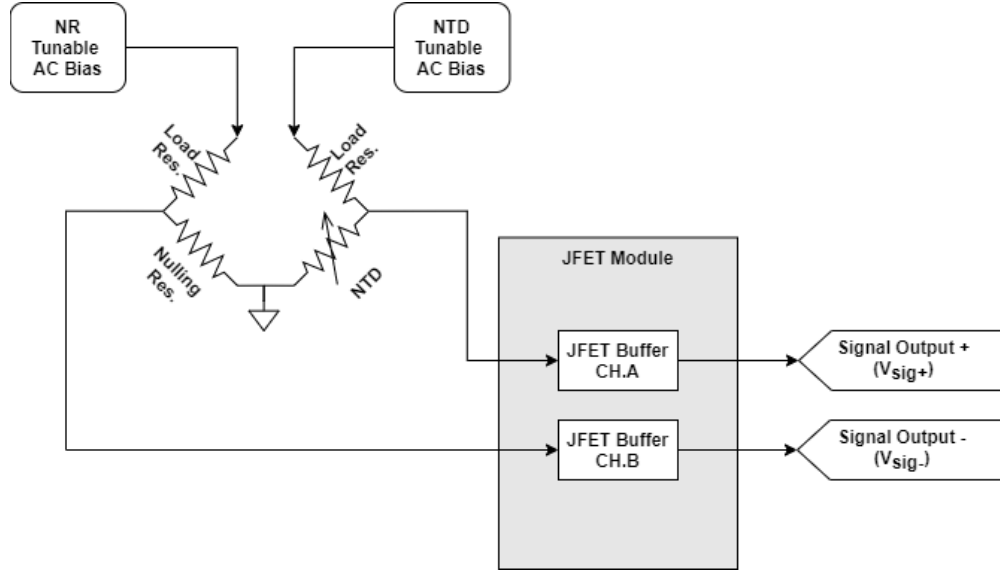 NR
Tunable
AC Bias
NTD
Tunable
AC Bias
Load
Res.
Load
Res.
Nulling
Res.
NTD
JFET Module
JFET Buffer
CH.A
Signal Output +
(Vsig+)
JFET Buffer
CH.B
Signal Output -
(Vsig-)